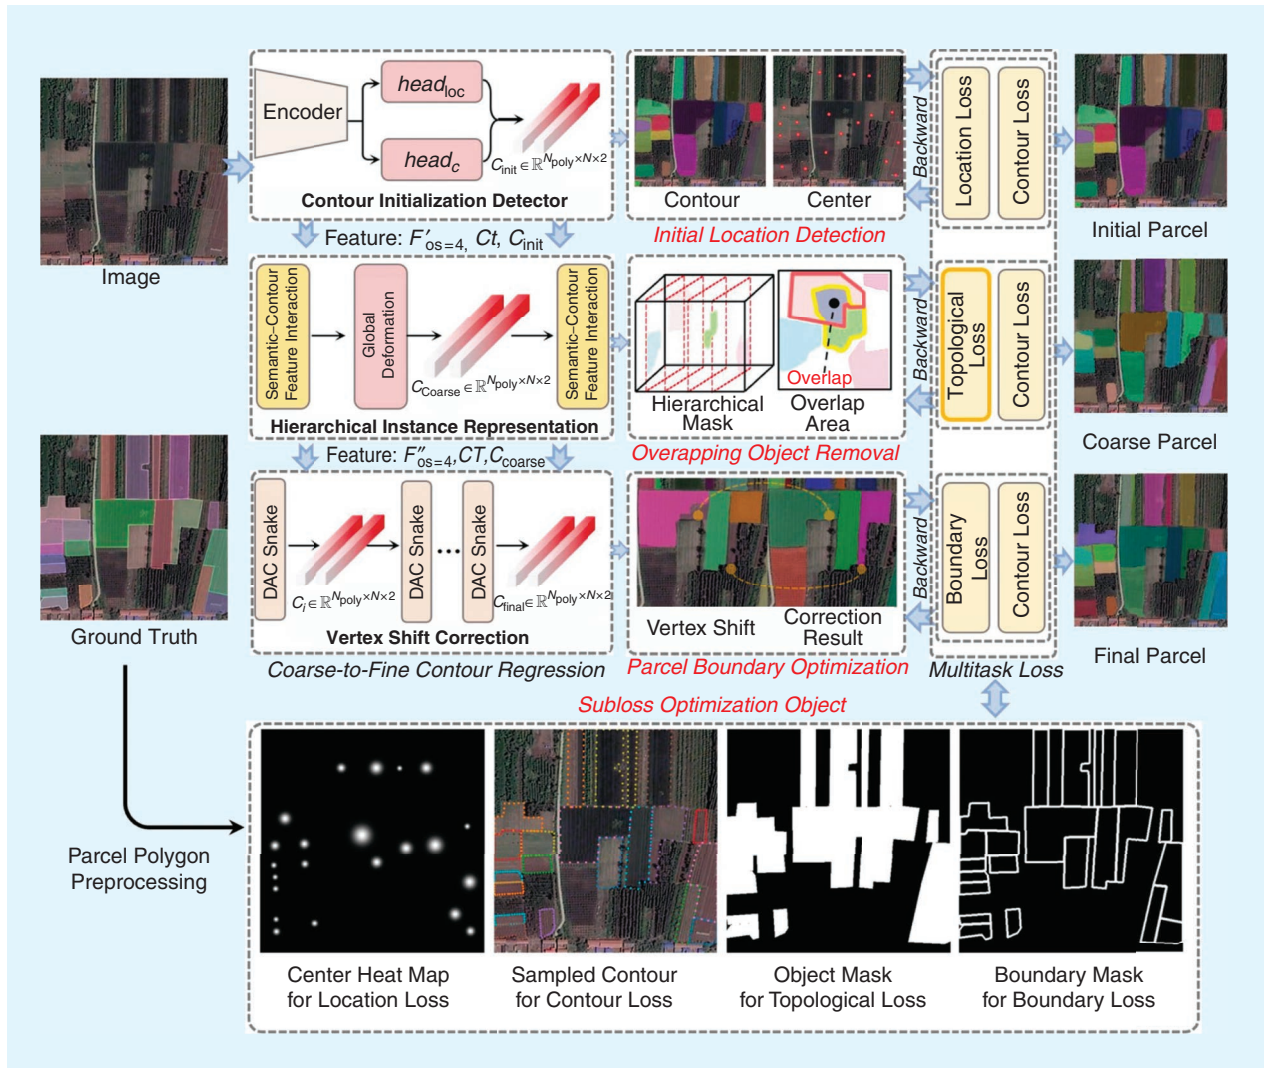 Image
Encoder
head_loc
head_c
C_init ∈ ℝ^N_poly×N×2
Contour Initialization Detector
Contour
Center
Initial Location Detection
Backward
Location Loss
Contour Loss
Initial Parcel
Feature: F′_os=4, Ct, C_init
Semantic–Contour
Feature Interaction
Global
Deformation
C_Coarse ∈ ℝ^N_poly×N×2
Semantic–Contour
Feature Interaction
Hierarchical Instance Representation
Hierarchical
Mask
Overlap
Overlap
Area
Overapping Object Removal
Backward
Topological
Loss
Contour Loss
Coarse Parcel
Feature: F″_os=4,CT,C_coarse
Ground Truth
DAC Snake
C_i ∈ ℝ^N_poly×N×2
DAC Snake
...
DAC Snake
C_final ∈ ℝ^N_poly×N×2
Vertex Shift Correction
Coarse-to-Fine Contour Regression
Vertex Shift
Correction
Result
Parcel Boundary Optimization
Backward
Boundary
Loss
Contour Loss
Multitask Loss
Final Parcel
Subloss Optimization Object
Parcel Polygon
Preprocessing
Center Heat Map
for Location Loss
Sampled Contour
for Contour Loss
Object Mask
for Topological Loss
Boundary Mask
for Boundary Loss